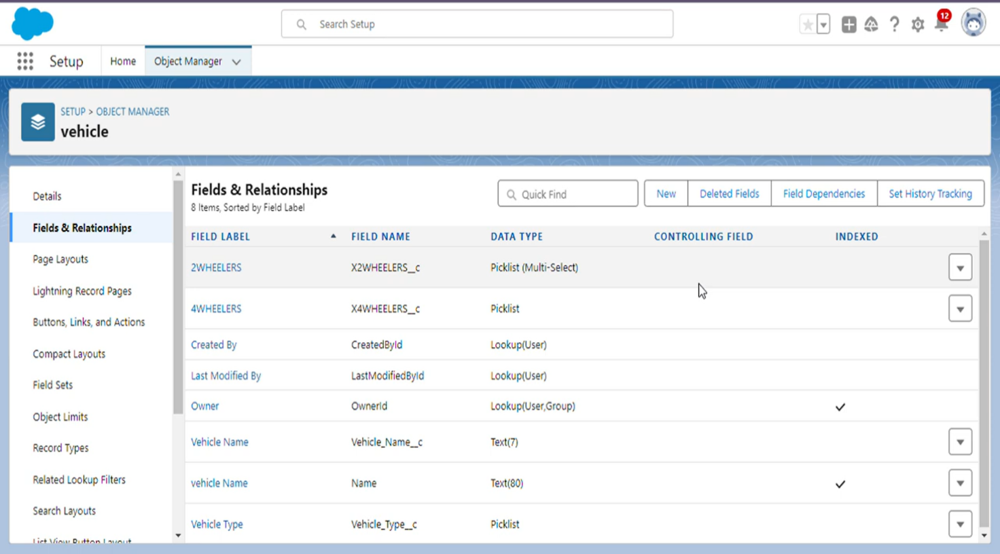 Search Setup
12
Setup
Home
Object Manager
SETUP > OBJECT MANAGER
vehicle
Details
Fields & Relationships
Page Layouts
Lightning Record Pages
Buttons, Links, and Actions
Compact Layouts
Field Sets
Object Limits
Record Types
Related Lookup Filters
Search Layouts
List View Button Layout
Fields & Relationships
8 Items, Sorted by Field Label
Quick Find
New
Deleted Fields
Field Dependencies
Set History Tracking
FIELD LABEL FIELD NAME DATA TYPE CONTROLLING FIELD INDEXED
2WHEELERS X2WHEELERS__c Picklist (Multi-Select)
4WHEELERS X4WHEELERS__c Picklist
Created By CreatedById Lookup(User)
Last Modified By LastModifiedById Lookup(User)
Owner OwnerId Lookup(User,Group)
Vehicle Name Vehicle_Name__c Text(7)
vehicle Name Name Text(80)
Vehicle Type Vehicle_Type__c Picklist